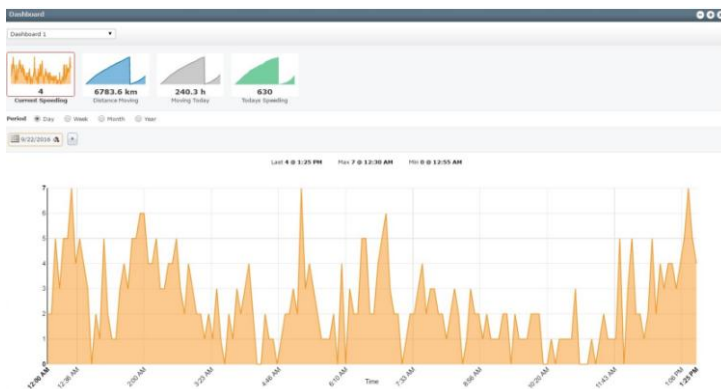 Dashboard
Dashboard 1
4
Current Speeding
6783.6 km
Distance Moving
240.3 h
Moving Today
630
Todays Speeding
Period Day Week Month Year
9/22/2016
Last 4 @ 1:25 PM Max 7 @ 12:30 AM Min 0 @ 12:55 AM
7
6
5
4
3
2
1
0
12:00 AM 12:36 AM 2:00 AM 3:23 AM 4:46 AM 6:10 AM 7:33 AM 8:56 AM 10:20 AM 11:43 AM 1:06 PM 1:25 PM
Time